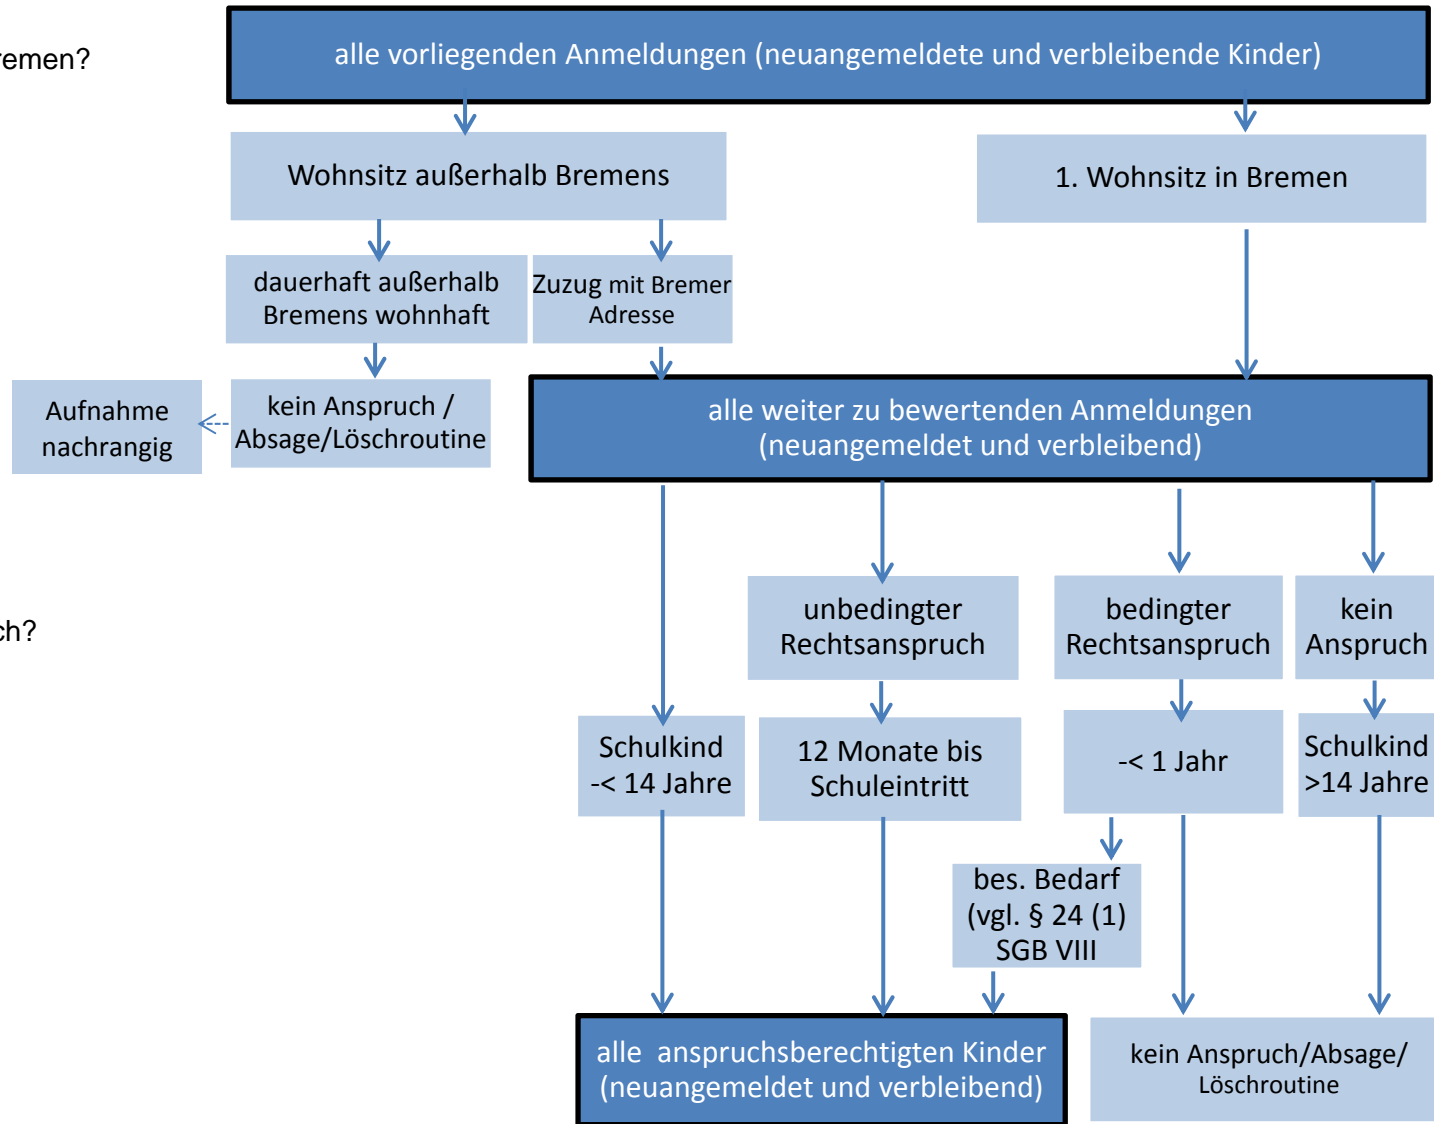 remen?
alle vorliegenden Anmeldungen (neuangemeldete und verbleibende Kinder)
Wohnsitz außerhalb Bremens
1. Wohnsitz in Bremen
dauerhaft außerhalb
Bremens wohnhaft
Zuzug mit Bremer
Adresse
Aufnahme
nachrangig
kein Anspruch /
Absage/Löschroutine
alle weiter zu bewertenden Anmeldungen
(neuangemeldet und verbleibend)
ch?
unbedingter
Rechtsanspruch
bedingter
Rechtsanspruch
kein
Anspruch
Schulkind
-< 14 Jahre
12 Monate bis
Schuleintritt
-< 1 Jahr
Schulkind
>14 Jahre
bes. Bedarf
(vgl. § 24 (1)
SGB VIII
alle  anspruchsberechtigten Kinder
(neuangemeldet und verbleibend)
kein Anspruch/Absage/
Löschroutine